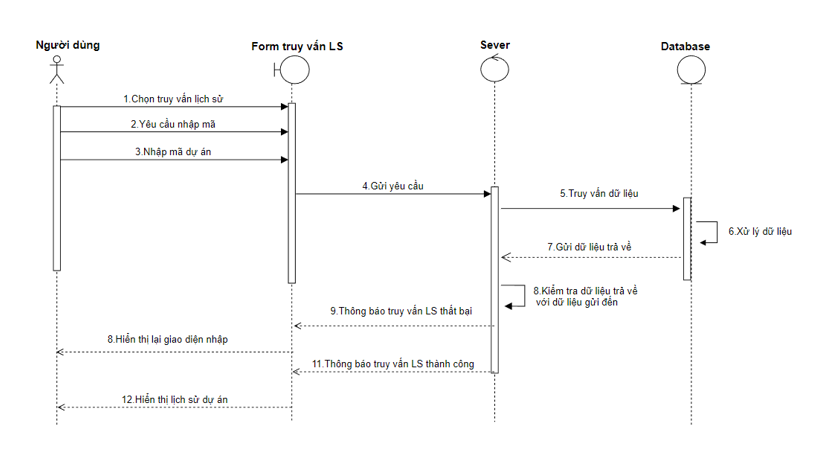 Người dùng
Form truy vấn LS
Sever
Database
1.Chọn truy vấn lịch sử
2.Yêu cầu nhập mã
3.Nhập mã dự án
4.Gửi yêu cầu
5.Truy vấn dữ liệu
6.Xử lý dữ liệu
7.Gửi dữ liệu trả về
8.Kiểm tra dữ liệu trả về
với dữ liệu gửi đến
9.Thông báo truy vấn LS thất bại
8.Hiển thị lại giao diện nhập
11.Thông báo truy vấn LS thành công
12.Hiển thị lịch sử dự án